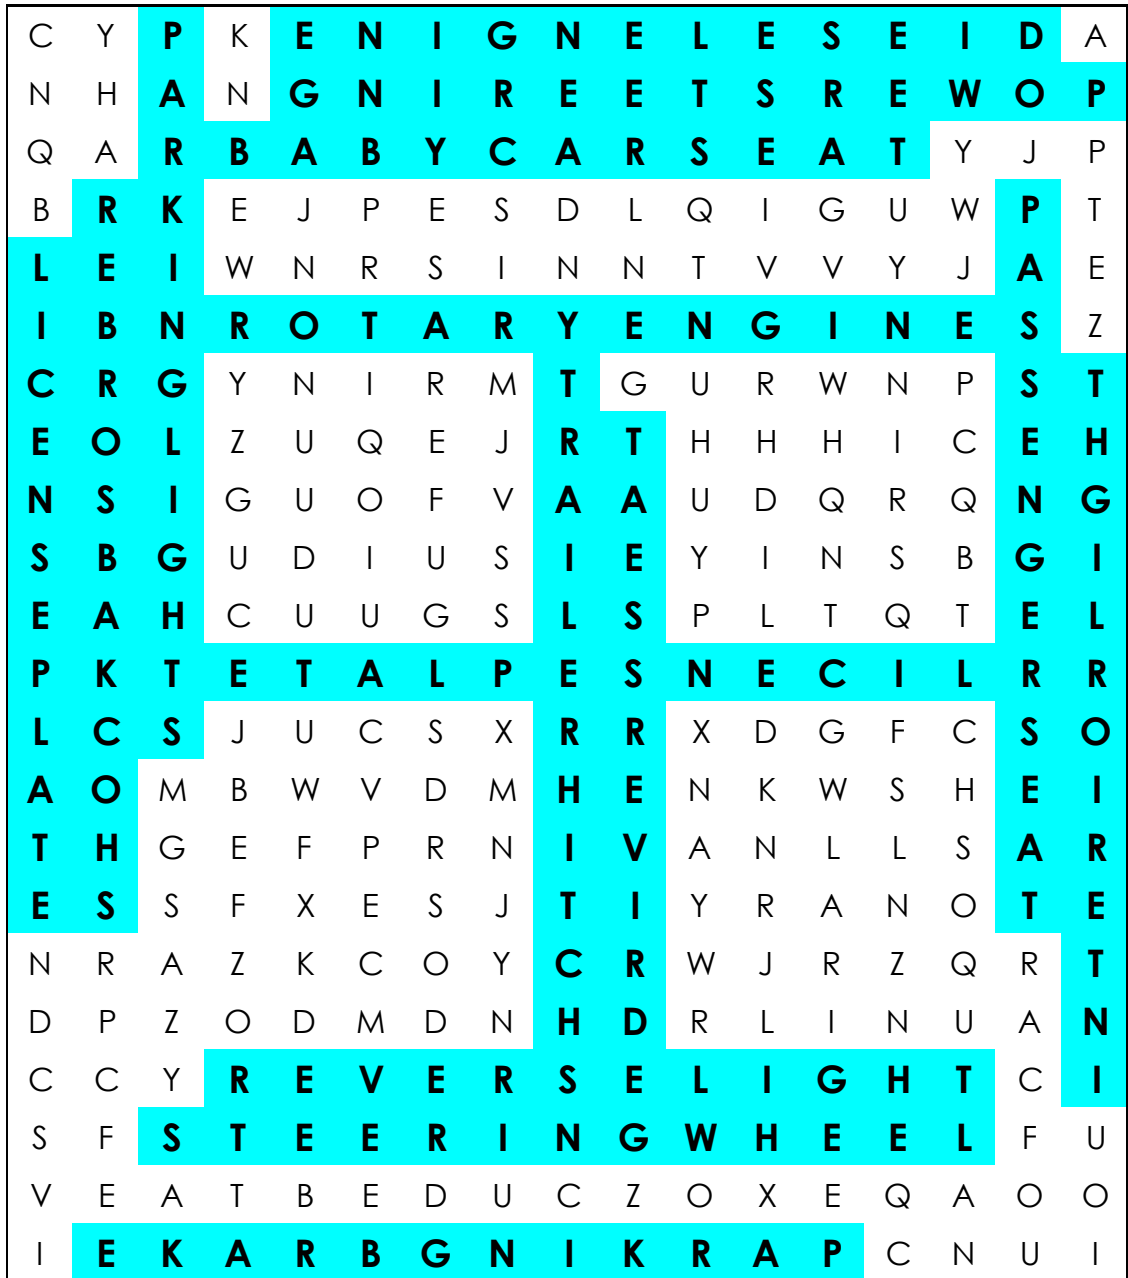 C Y P K E N I G N E L E S E I D A
N H A N G N I R E E T S R E W O P
Q A R B A B Y C A R S E A T Y J P
B R K E J P E S D L Q I G U W P T
L E I W N R S I N N T V V Y J A E
I B N R O T A R Y E N G I N E S Z
C R G Y N I R M T G U R W N P S T
E O L Z U Q E J R T H H H I C E H
N S I G U O F V A A U D Q R Q N G
S B G U D I U S I E Y I N S B G I
E A H C U U G S L S P L T Q T E L
P K T E T A L P E S N E C I L R R
L C S J U C S X R R X D G F C S O
A O M B W V D M H E N K W S H E I
T H G E F P R N I V A N L L S A R
E S S F X E S J T I Y R A N O T E
N R A Z K C O Y C R W J R Z Q R T
D P Z O D M D N H D R L I N U A N
C C Y R E V E R S E L I G H T C I
S F S T E E R I N G W H E E L F U
V E A T B E D U C Z O X E Q A O O
I E K A R B G N I K R A P C N U I